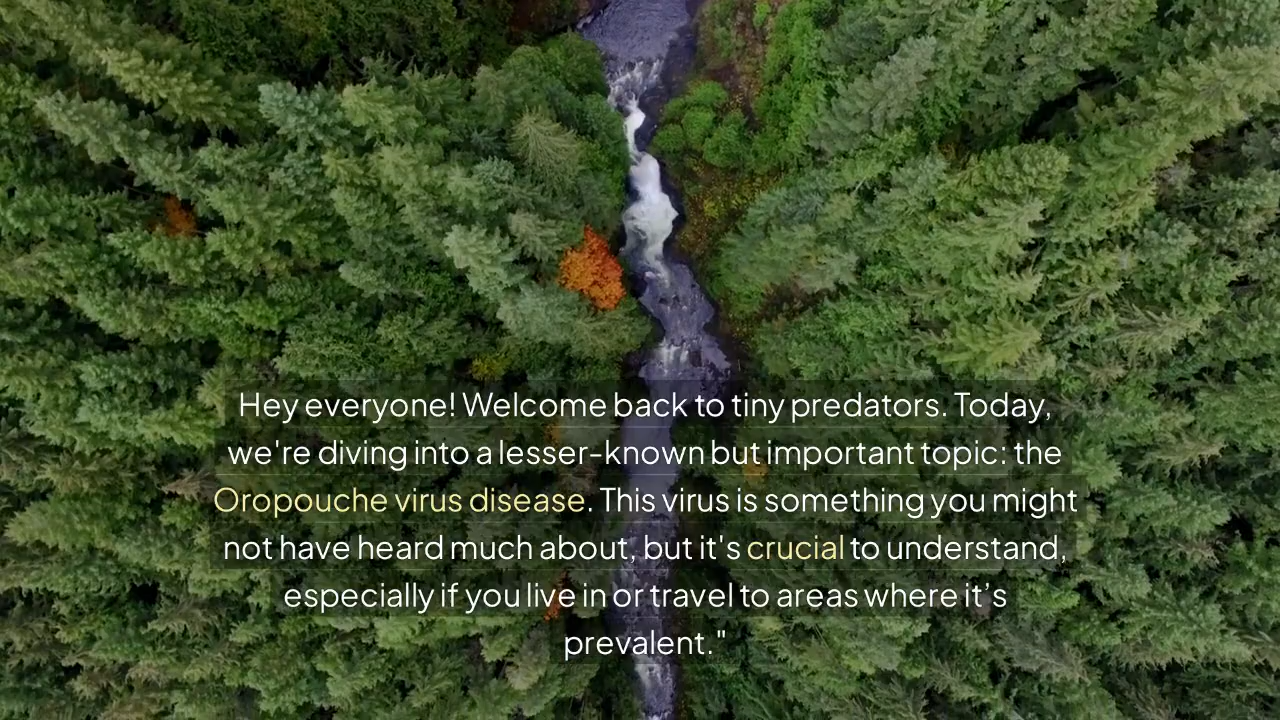 Hey everyone! Welcome back to tiny predators. Today,
we're diving into a lesser-known but important topic: the
Oropouche virus disease. This virus is something you might
not have heard much about, but it's crucial to understand,
especially if you live in or travel to areas where it’s
prevalent."